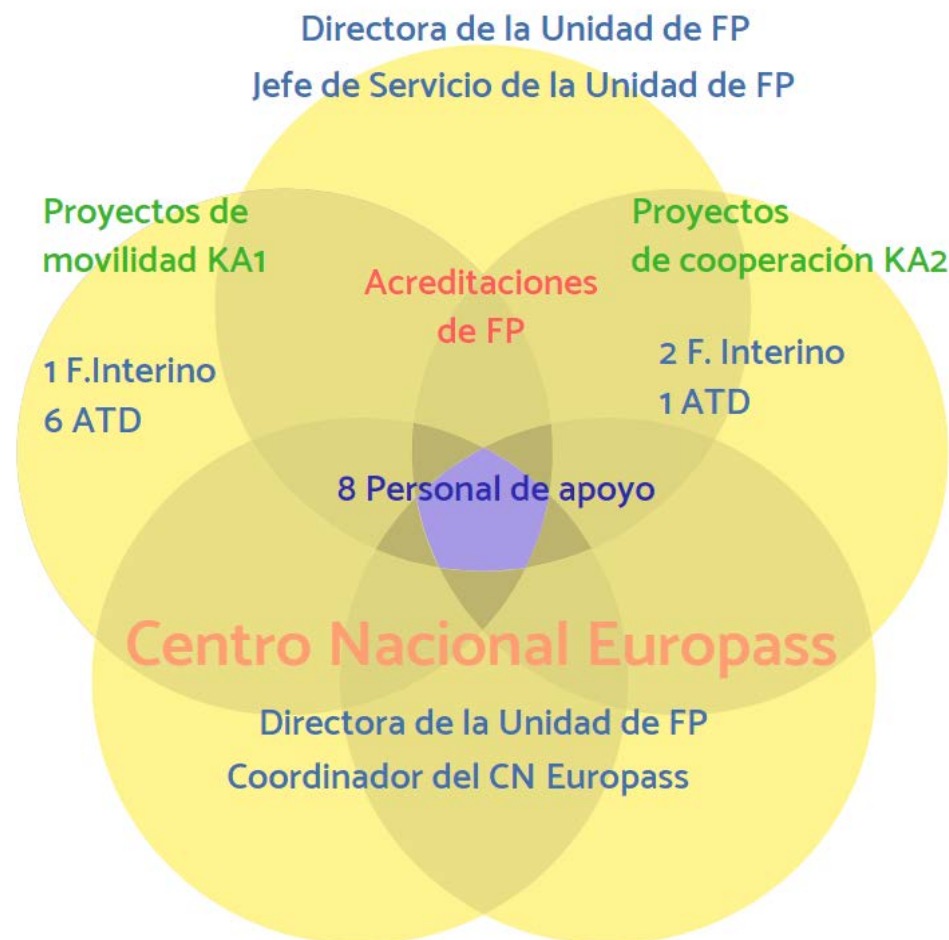 Directora de la Unidad de FP
Jefe de Servicio de la Unidad de FP
Proyectos de
movilidad KA1
Proyectos
de cooperación KA2
Acreditaciones
de FP
1 F.Interino
6 ATD
2 F. Interino
1 ATD
8 Personal de apoyo
Centro Nacional Europass
Directora de la Unidad de FP
Coordinador del CN Europass